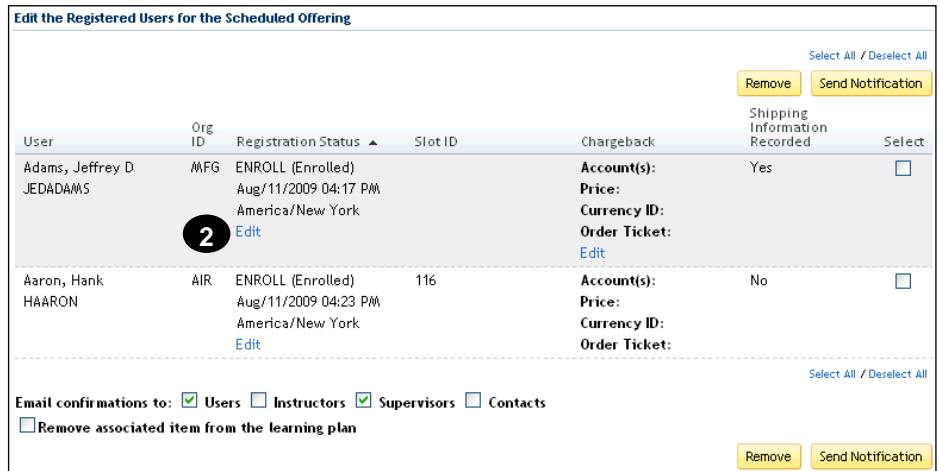 Edit the Registered Users for the Scheduled Offering
Select All / Deselect All
Remove Send Notification
User Org ID Registration Status ▲ Slot ID Chargeback Shipping Information Recorded Select
Adams, Jeffrey D MFG ENROLL (Enrolled) Account(s): Yes
JEDADAMS Aug/11/2009 04:17 PM Price:
America/New York Currency ID:
2 Edit Order Ticket:
Edit
Aaron, Hank AIR ENROLL (Enrolled) 116 Account(s): No
HAARON Aug/11/2009 04:23 PM Price:
America/New York Currency ID:
Edit Order Ticket:
Select All / Deselect All
Email confirmations to: Users Instructors Supervisors Contacts
Remove associated item from the learning plan
Remove Send Notification